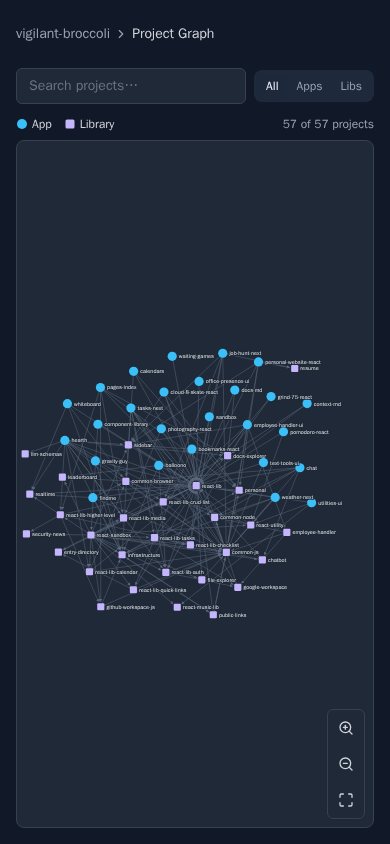 vigilant-broccoli > Project Graph
Search projects···
All Apps Libs
App Library 57 of 57 projects
waiting-games
job-hunt-next
personal-website-react
resume
calendars
office-presence-ui
pages-index
cloud-8-skate-react
docs-md
grind-75-react
whiteboard
tasks-next
context-md
sandbox
component-library
photography-react
employee-handler-ui
pomodoro-react
hearth
sidebar
bookmarks-react
llm-schemas
docs-explorer
gravity-guy
balloons
text-tools-ui
chat
leaderboard
common-browser
react-lib
personal
realtime
findme
react-lib-crud-list
weather-next
utilities-ui
react-lib-higher-level
react-lib-media
common-node
react-utility
security-news
react-sandbox
react-lib-tasks
employee-handler
react-lib-checklist
entry-directory
infrastructure
common-js
chatbot
react-lib-calendar
react-lib-auth
file-explorer
react-lib-quick-links
google-workspace
github-workspace-js
react-music-lib
public-links